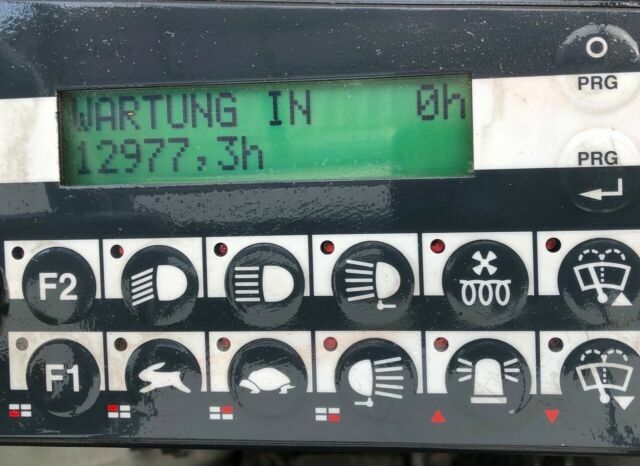 WARTUNG IN 0h
12977,3h
PRG
PRG
F2
F1